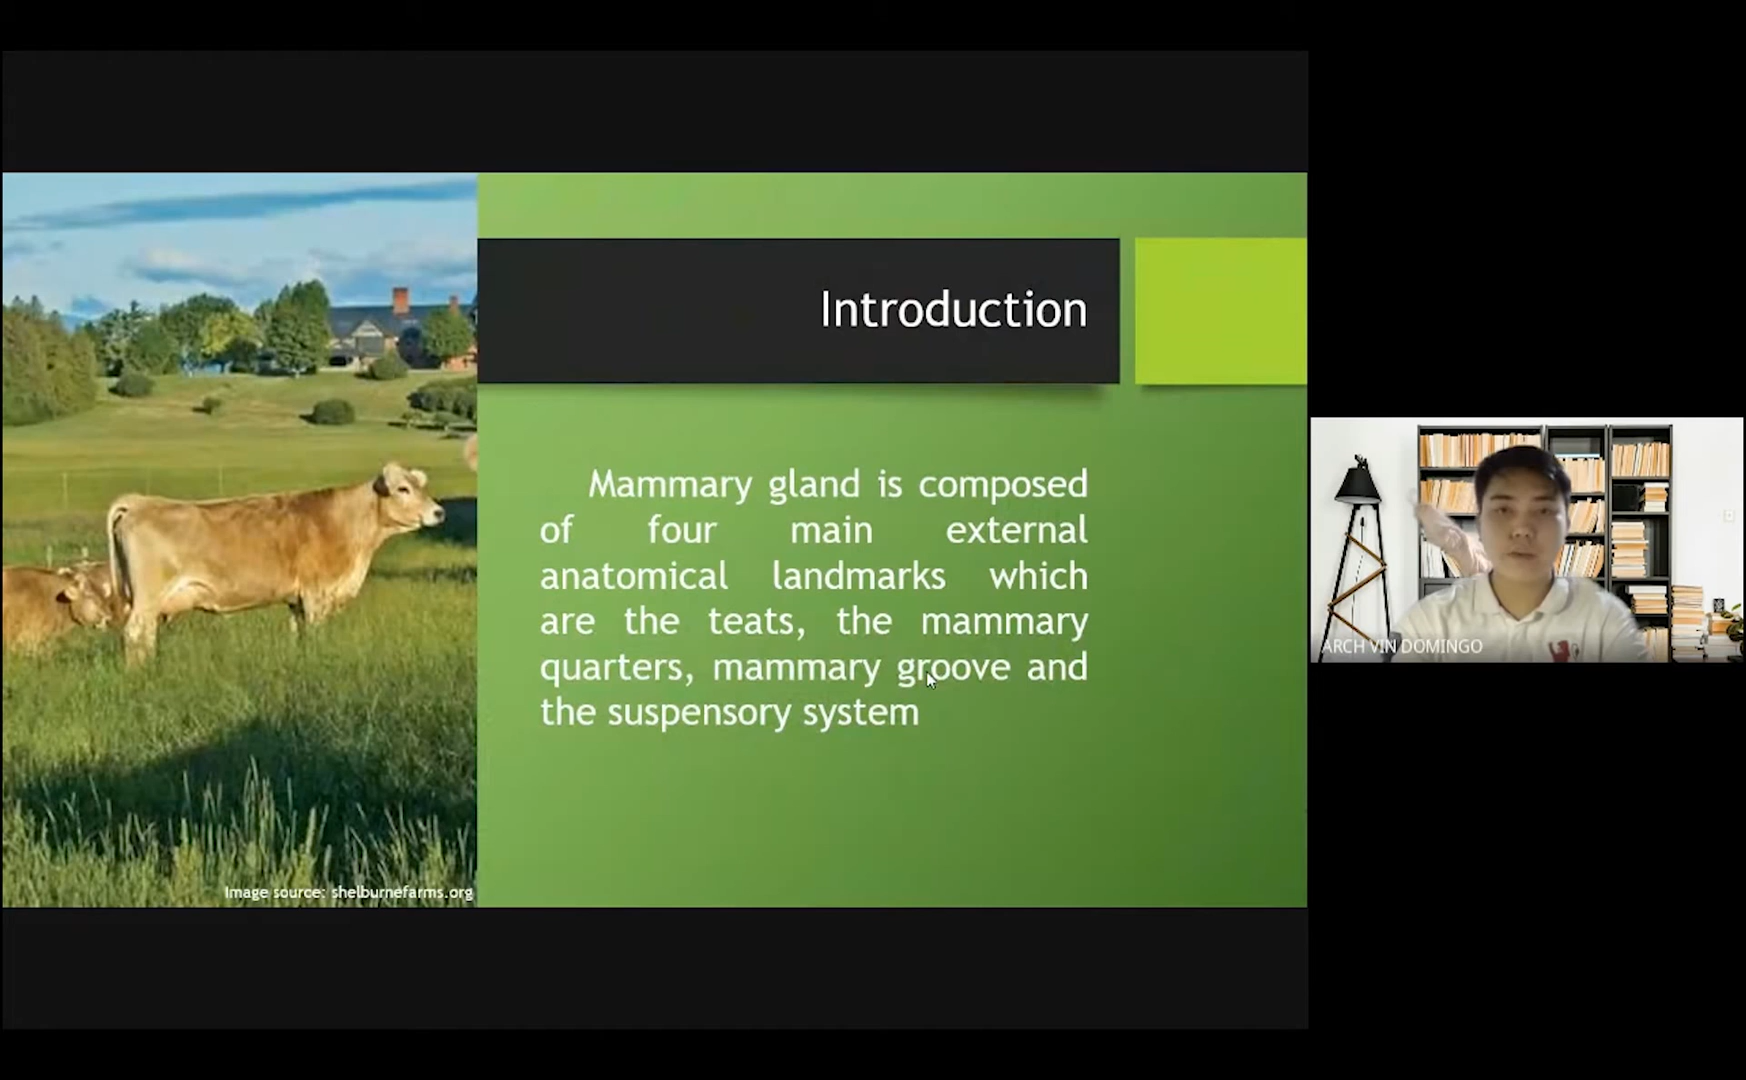 Introduction
Mammary gland is composed
of four main external
anatomical landmarks which
are the teats, the mammary
quarters, mammary groove and
the suspensory system
Image source: shelburnefarms.org
ARCH VIN DOMINGO